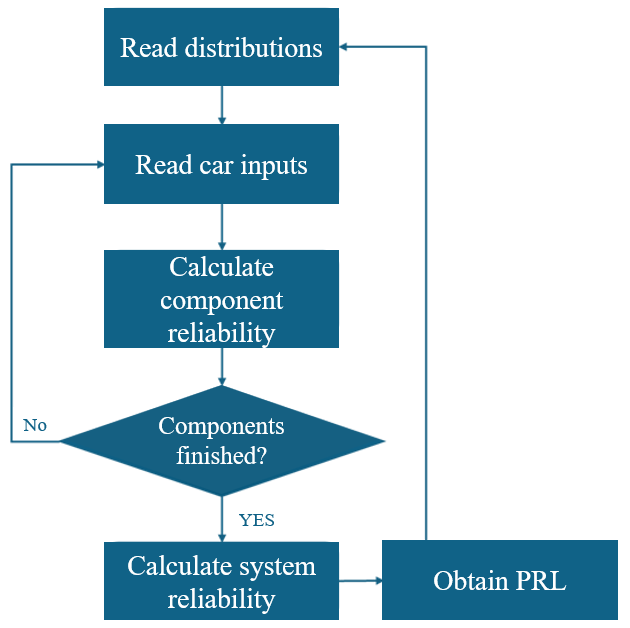 Read distributions
Read car inputs
Calculate
component
reliability
No
Components
finished?
YES
Calculate system
reliability
Obtain PRL